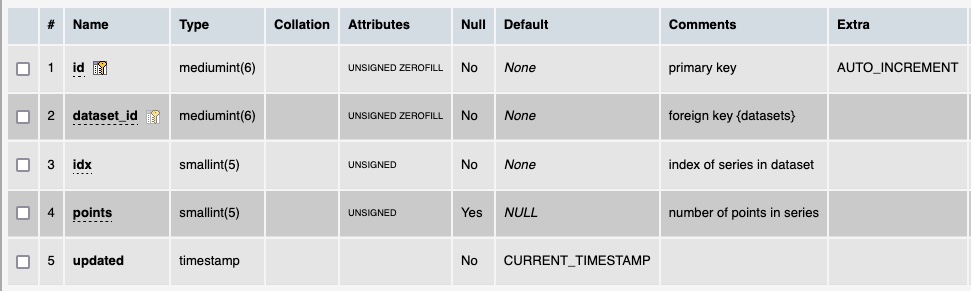 # Name Type Collation Attributes Null Default Comments Extra
1 id mediumint(6) UNSIGNED ZEROFILL No None primary key AUTO_INCREMENT
2 dataset_id mediumint(6) UNSIGNED ZEROFILL No None foreign key {datasets}
3 idx smallint(5) UNSIGNED No None index of series in dataset
4 points smallint(5) UNSIGNED Yes NULL number of points in series
5 updated timestamp No CURRENT_TIMESTAMP